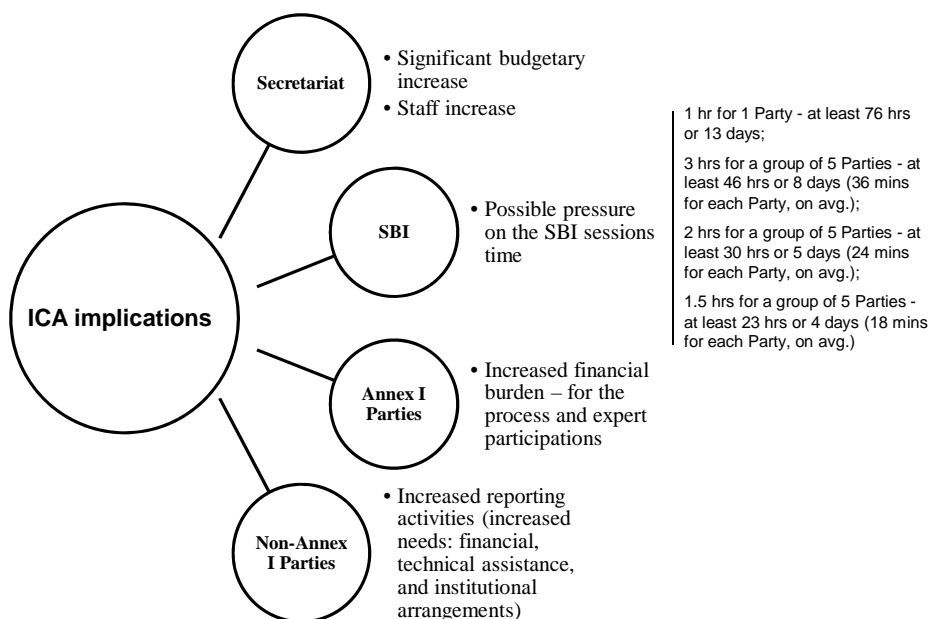 Secretariat
• Significant budgetary
increase
• Staff increase
1 hr for 1 Party - at least 76 hrs
or 13 days;
3 hrs for a group of 5 Parties - at
least 46 hrs or 8 days (36 mins
for each Party, on avg.);
2 hrs for a group of 5 Parties - at
least 30 hrs or 5 days (24 mins
for each Party, on avg.);
1.5 hrs for a group of 5 Parties -
at least 23 hrs or 4 days (18 mins
for each Party, on avg.)
SBI
• Possible pressure
on the SBI sessions
time
ICA implications
Annex I
Parties
• Increased financial
burden – for the
process and expert
participations
Non-Annex
I Parties
• Increased reporting
activities (increased
needs: financial,
technical assistance,
and institutional
arrangements)